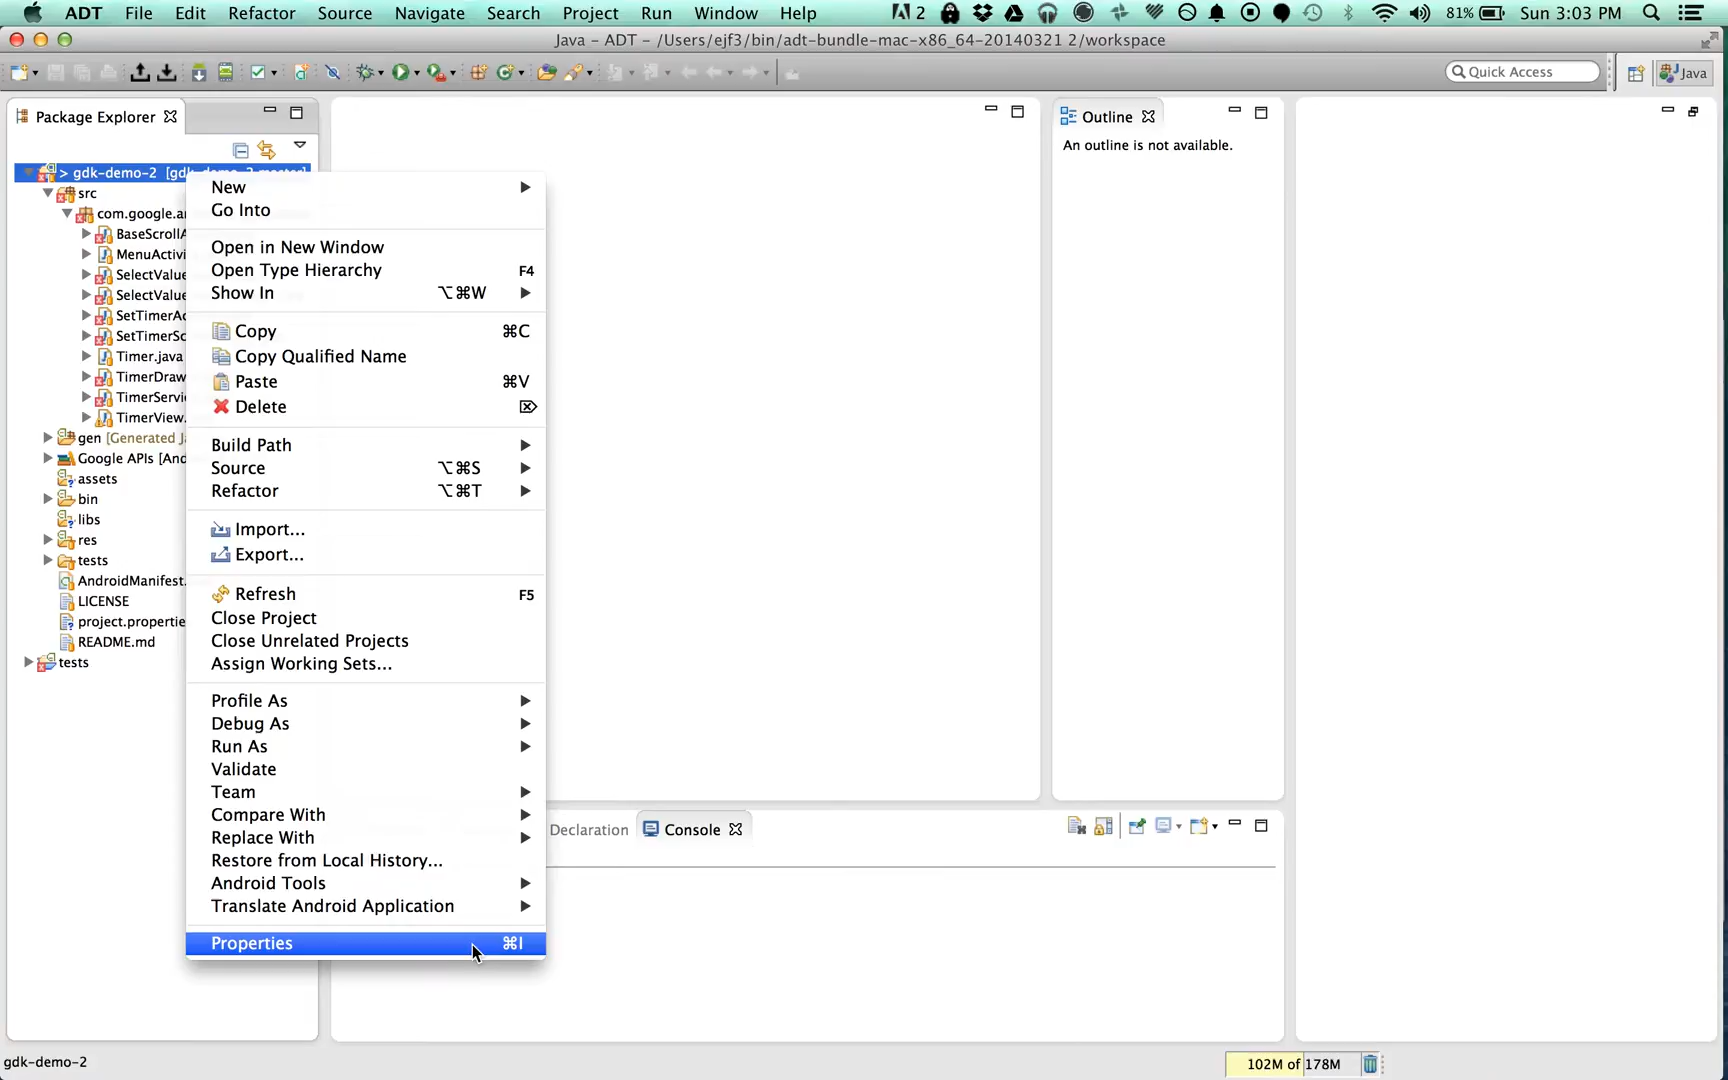 ADT File Edit Refactor Source Navigate Search Project Run Window Help 2 81% Sun 3:03 PM
Java – ADT – /Users/ejf3/bin/adt-bundle-mac-x86_64-20140321 2/workspace
Quick Access Java
Package Explorer
Outline
An outline is not available.
> gdk-demo-2
src
com.google.an
BaseScrollA
MenuActivi
SelectValue
SelectValue
SetTimerAc
SetTimerSc
Timer.java
TimerDraw
TimerServi
TimerView.
gen [Generated Ja
Google APIs [And
assets
bin
libs
res
tests
AndroidManifest.
LICENSE
project.propertie
README.md
tests
New
Go Into
Open in New Window
Open Type Hierarchy F4
Show In ⌥⌘W
Copy ⌘C
Copy Qualified Name
Paste ⌘V
Delete ⌦
Build Path
Source ⌥⌘S
Refactor ⌥⌘T
Import...
Export...
Refresh F5
Close Project
Close Unrelated Projects
Assign Working Sets...
Profile As
Debug As
Run As
Validate
Team
Compare With
Replace With
Restore from Local History...
Android Tools
Translate Android Application
Properties ⌘I
Declaration
Console
gdk-demo-2
102M of 178M